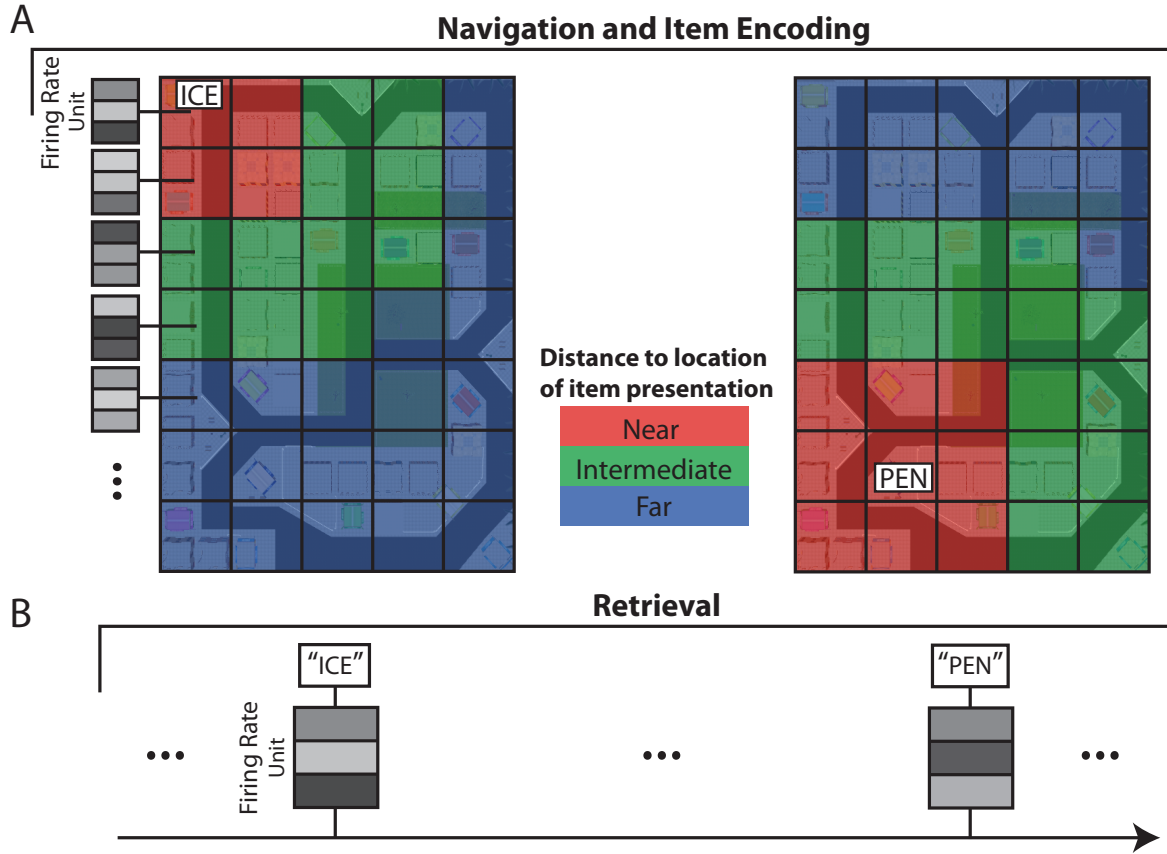 A
Navigation and Item Encoding
Firing Rate
Unit
ICE
Distance to location
of item presentation
Near
Intermediate
Far
PEN
B
Retrieval
"ICE"
"PEN"
Firing Rate
Unit